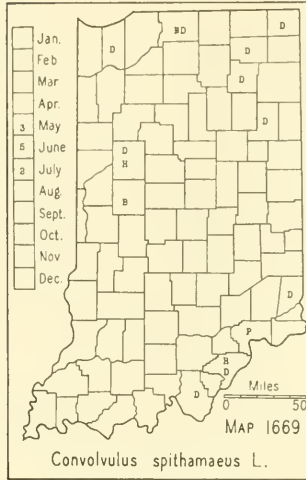 Jan.
Feb
Mar
Apr.
3 May
5 June
2 July
Aug.
Sept.
Oct.
Nov
Dec.
D
BD
D
D
D
D
D
H
B
D
P
H
D
D
Miles
0 50
MAP 1669
Convolvulus spithamaeus L.